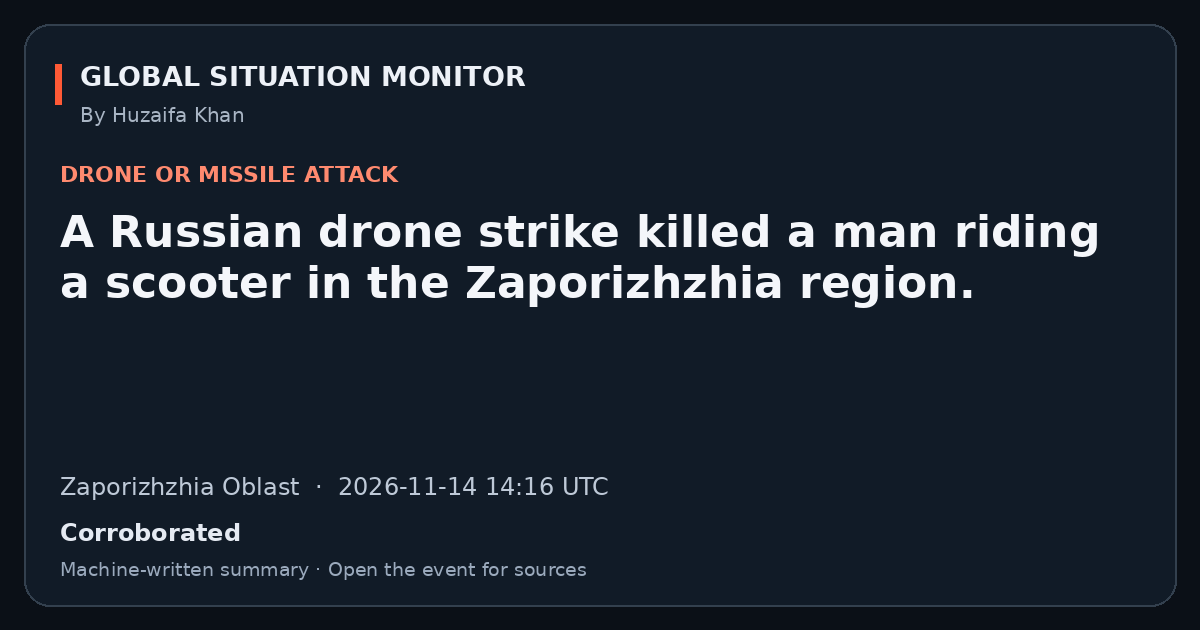 GLOBAL SITUATION MONITOR
By Huzaifa Khan
DRONE OR MISSILE ATTACK
A Russian drone strike killed a man riding
a scooter in the Zaporizhzhia region.
Zaporizhzhia Oblast · 2026-11-14 14:16 UTC
Corroborated
Machine-written summary · Open the event for sources